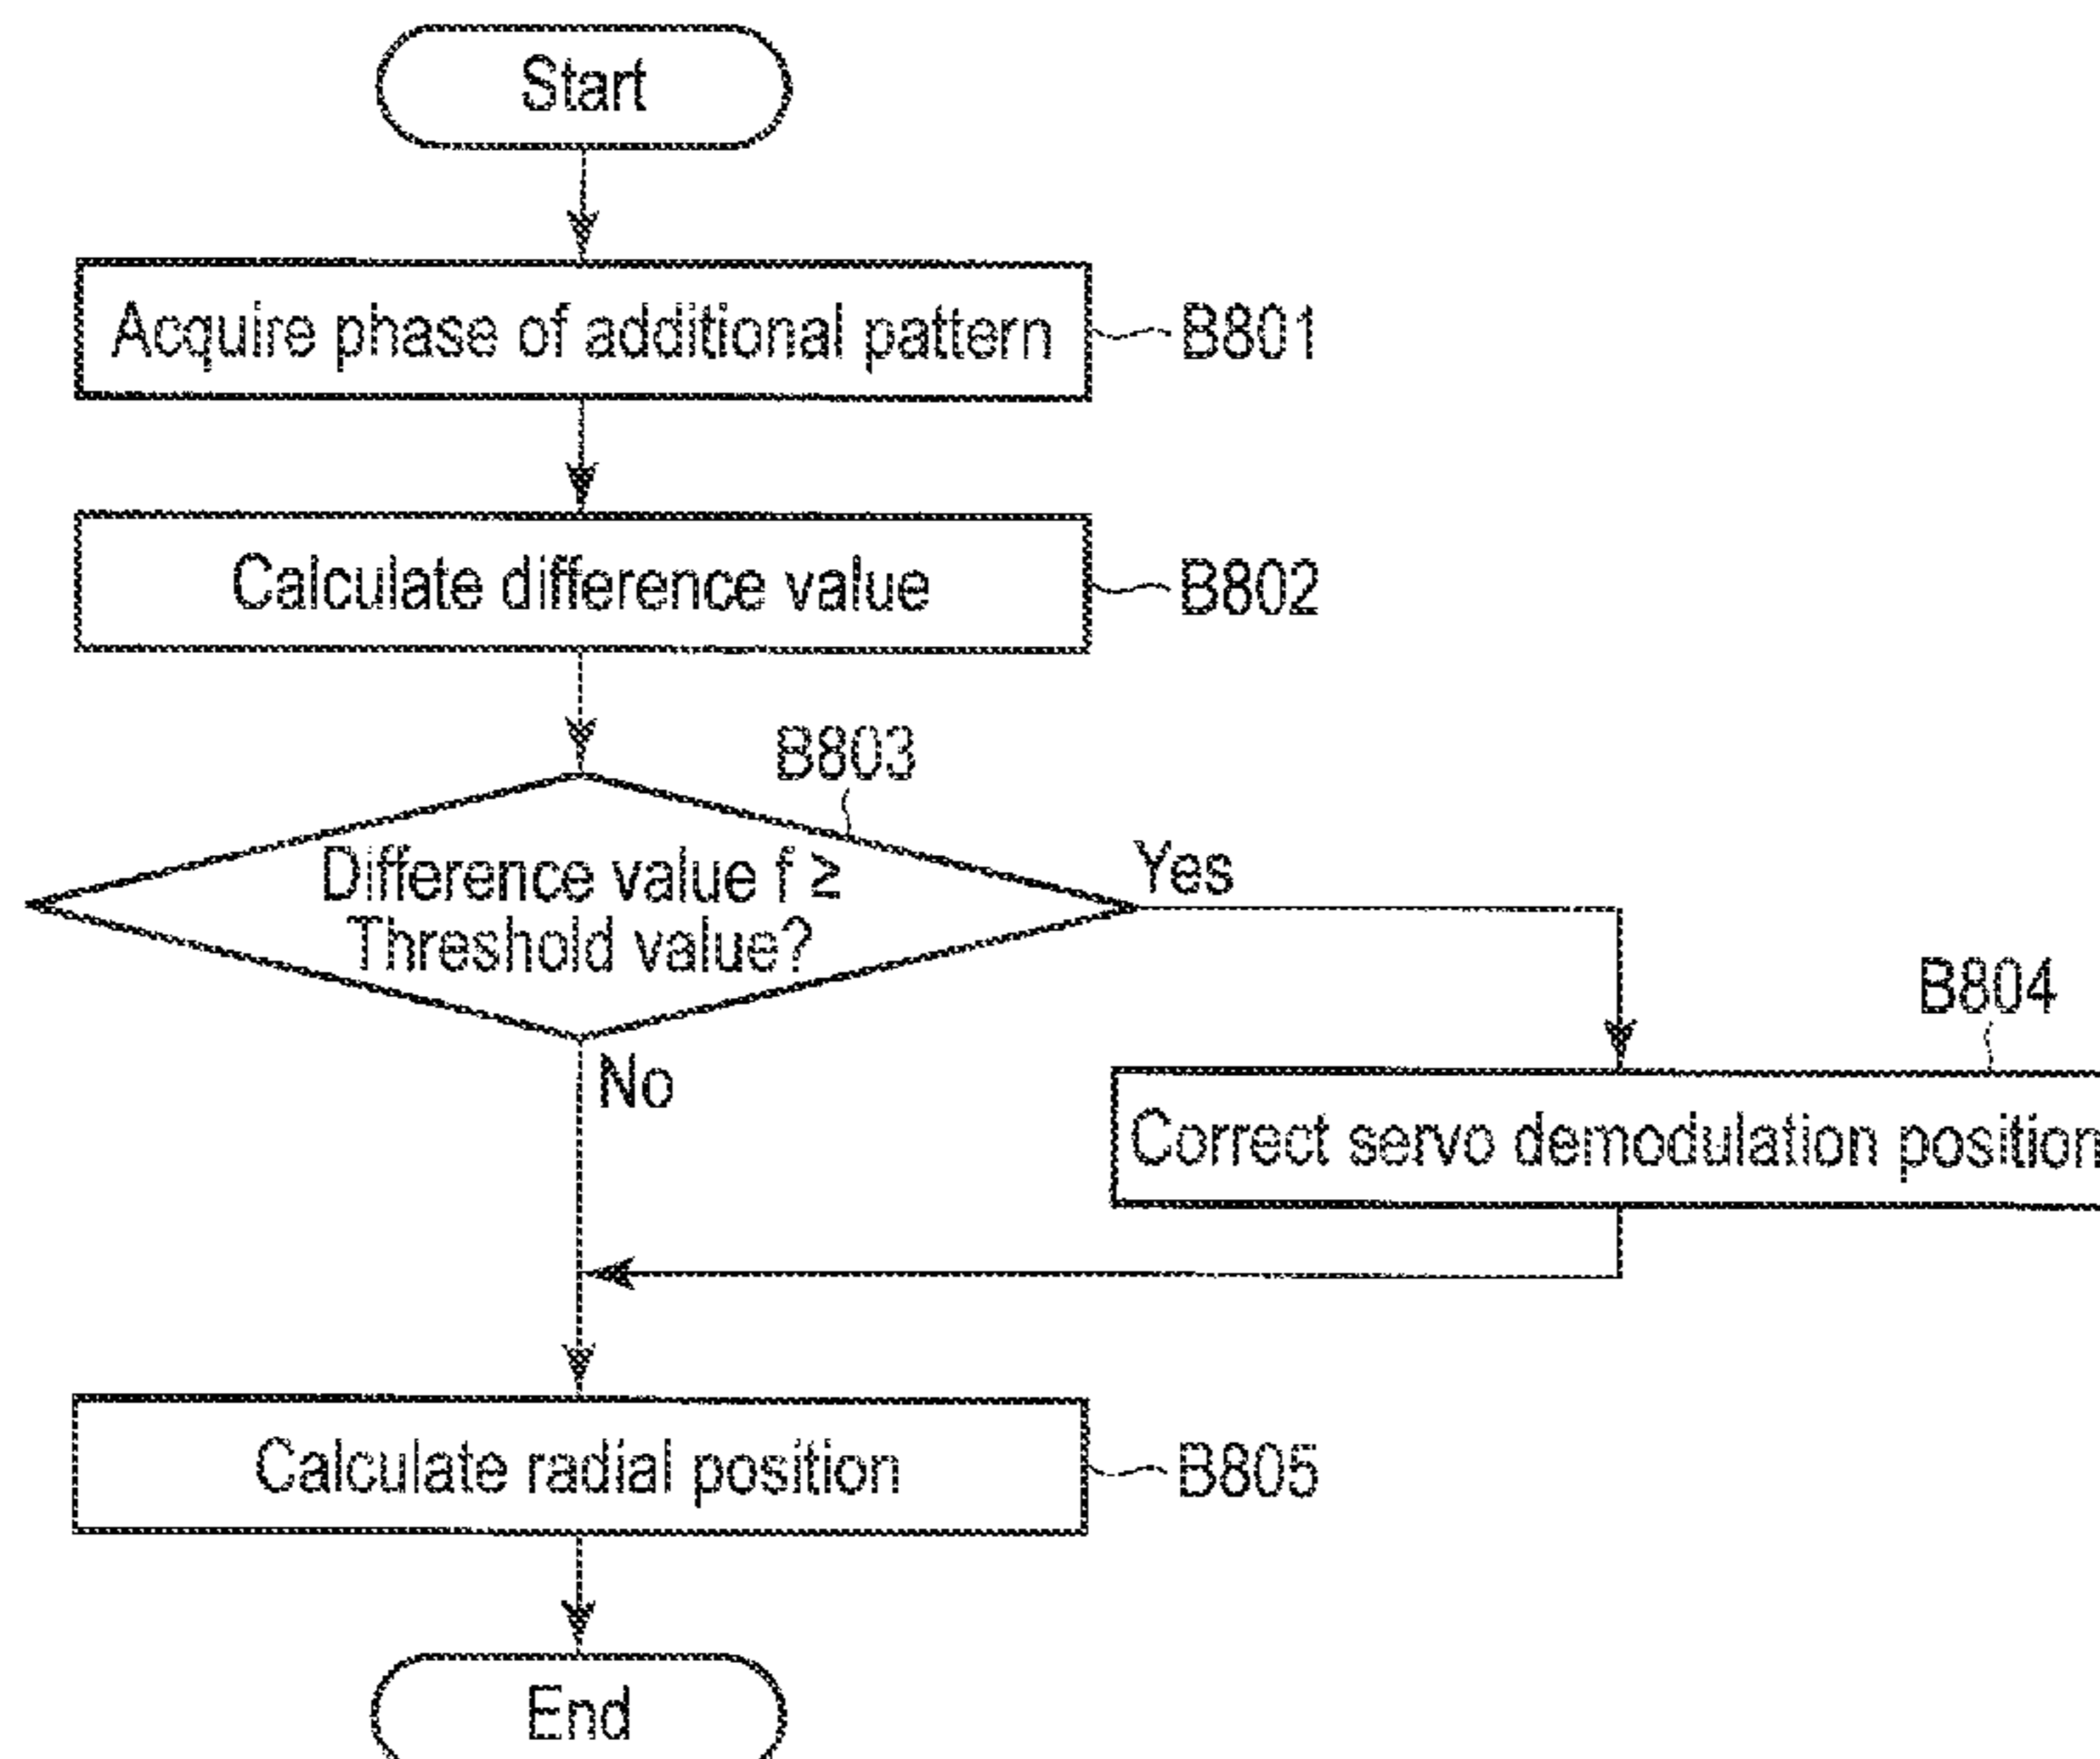 Start
Acquire phase of additional pattern
B801
Calculate difference value
B802
B803
Difference value f ≥
Threshold value?
Yes
No
B804
Correct servo demodulation position
Calculate radial position
B805
End